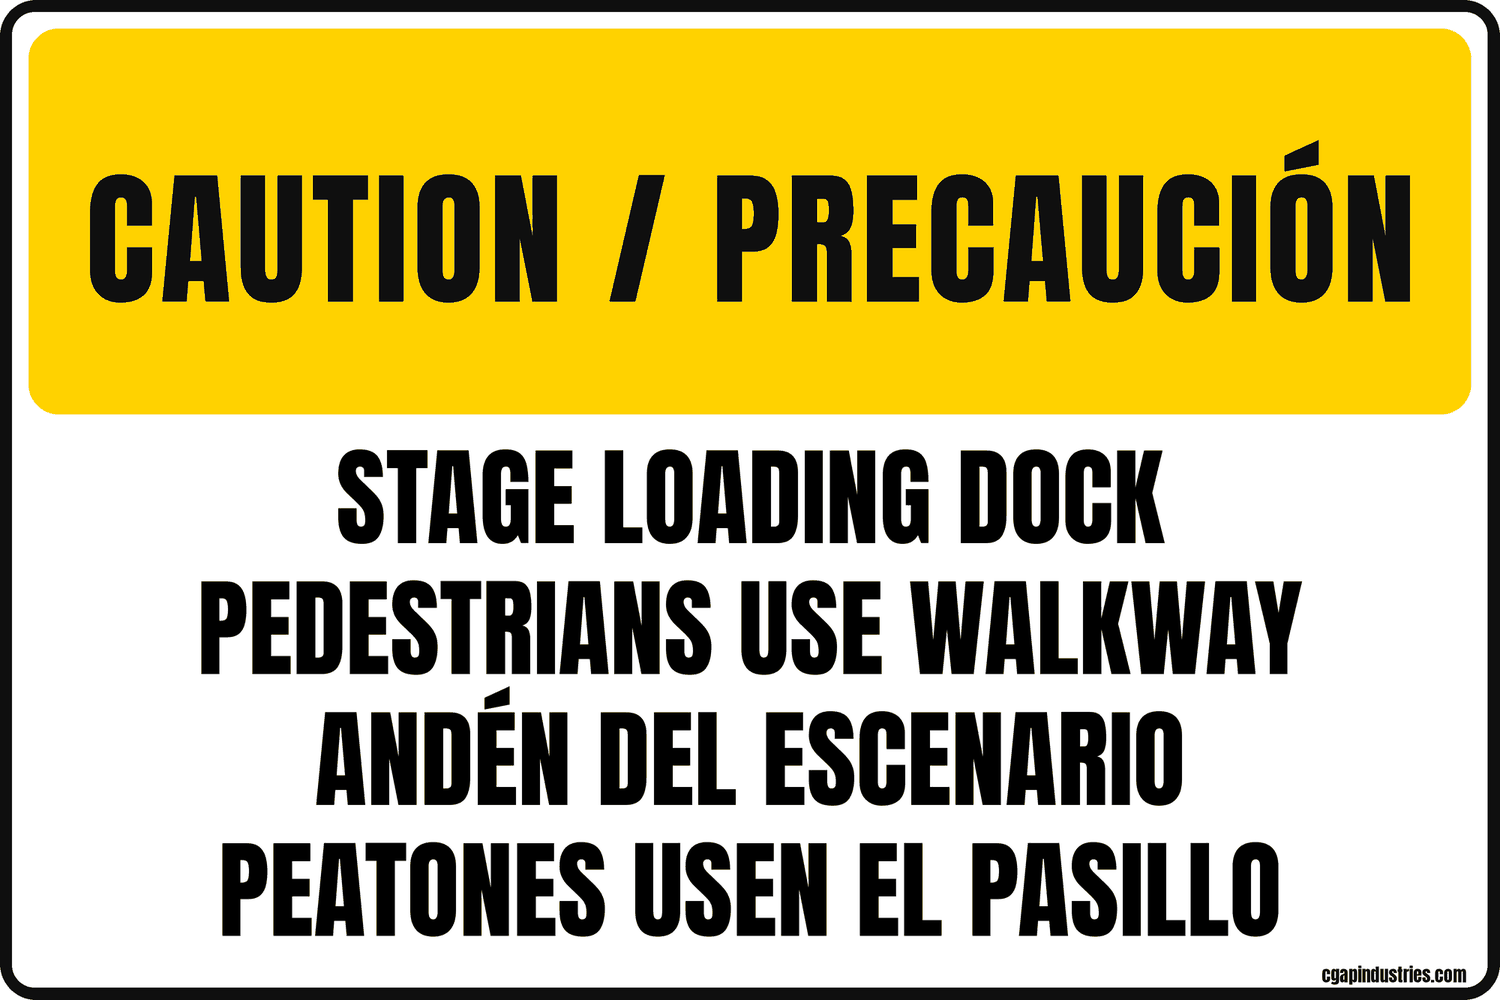 CAUTION / PRECAUCIÓN
STAGE LOADING DOCK
PEDESTRIANS USE WALKWAY
ANDÉN DEL ESCENARIO
PEATONES USEN EL PASILLO
cgapindustries.com